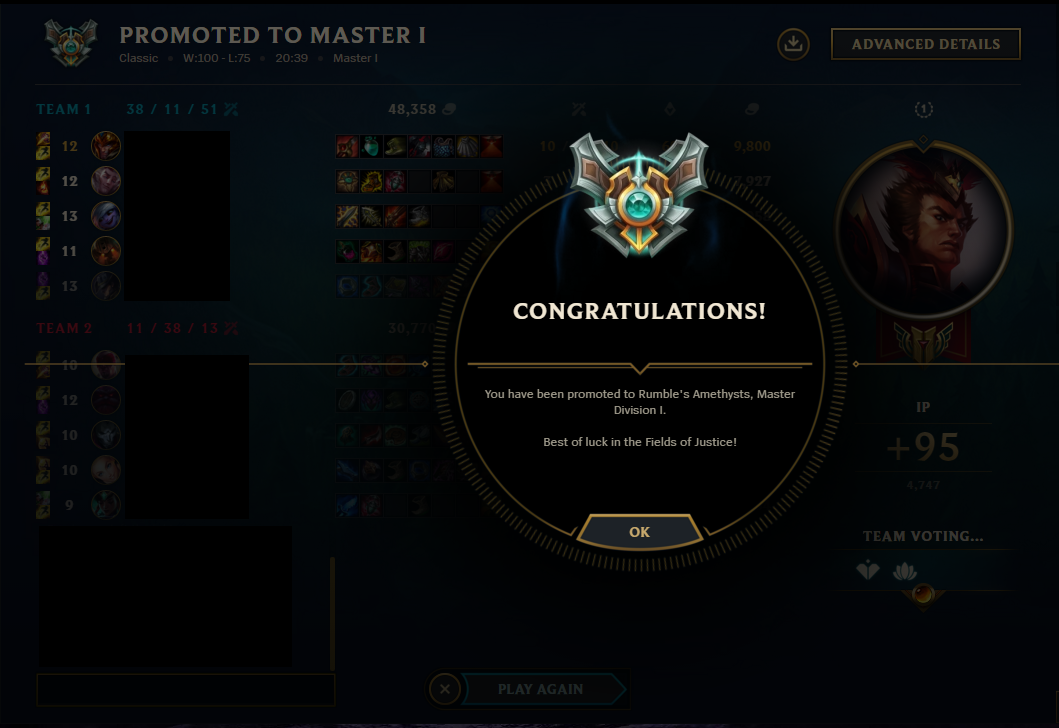 PROMOTED TO MASTER I
Classic • W:100 - L:75 • 20:39 • Master I
ADVANCED DETAILS
TEAM 1 38 / 11 / 51 48,358
12 10 9,800
12 7,927
13
11
13
TEAM 2 11 / 38 / 13 30,770
10
12
10
10
9
1
CONGRATULATIONS!
You have been promoted to Rumble's Amethysts, Master
Division I.
Best of luck in the Fields of Justice!
OK
IP
+95
4,747
TEAM VOTING...
PLAY AGAIN